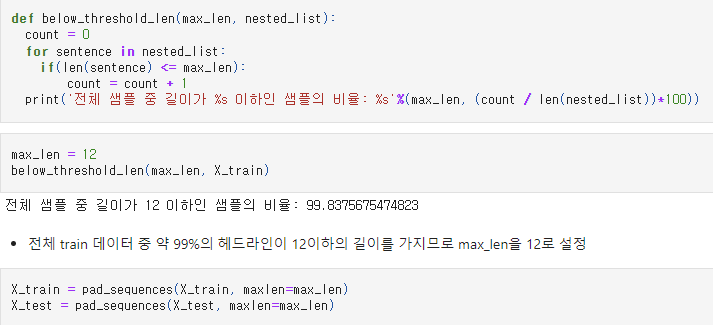 def below_threshold_len(max_len, nested_list):
  count = 0
  for sentence in nested_list:
    if(len(sentence) <= max_len):
        count = count + 1
  print('전체 샘플 중 길이가 %s 이하인 샘플의 비율: %s'%(max_len, (count / len(nested_list))*100))
max_len = 12
below_threshold_len(max_len, X_train)
전체 샘플 중 길이가 12 이하인 샘플의 비율: 99.8375675474823
• 전체 train 데이터 중 약 99%의 헤드라인이 12이하의 길이를 가지므로 max_len을 12로 설정
X_train = pad_sequences(X_train, maxlen=max_len)
X_test = pad_sequences(X_test, maxlen=max_len)